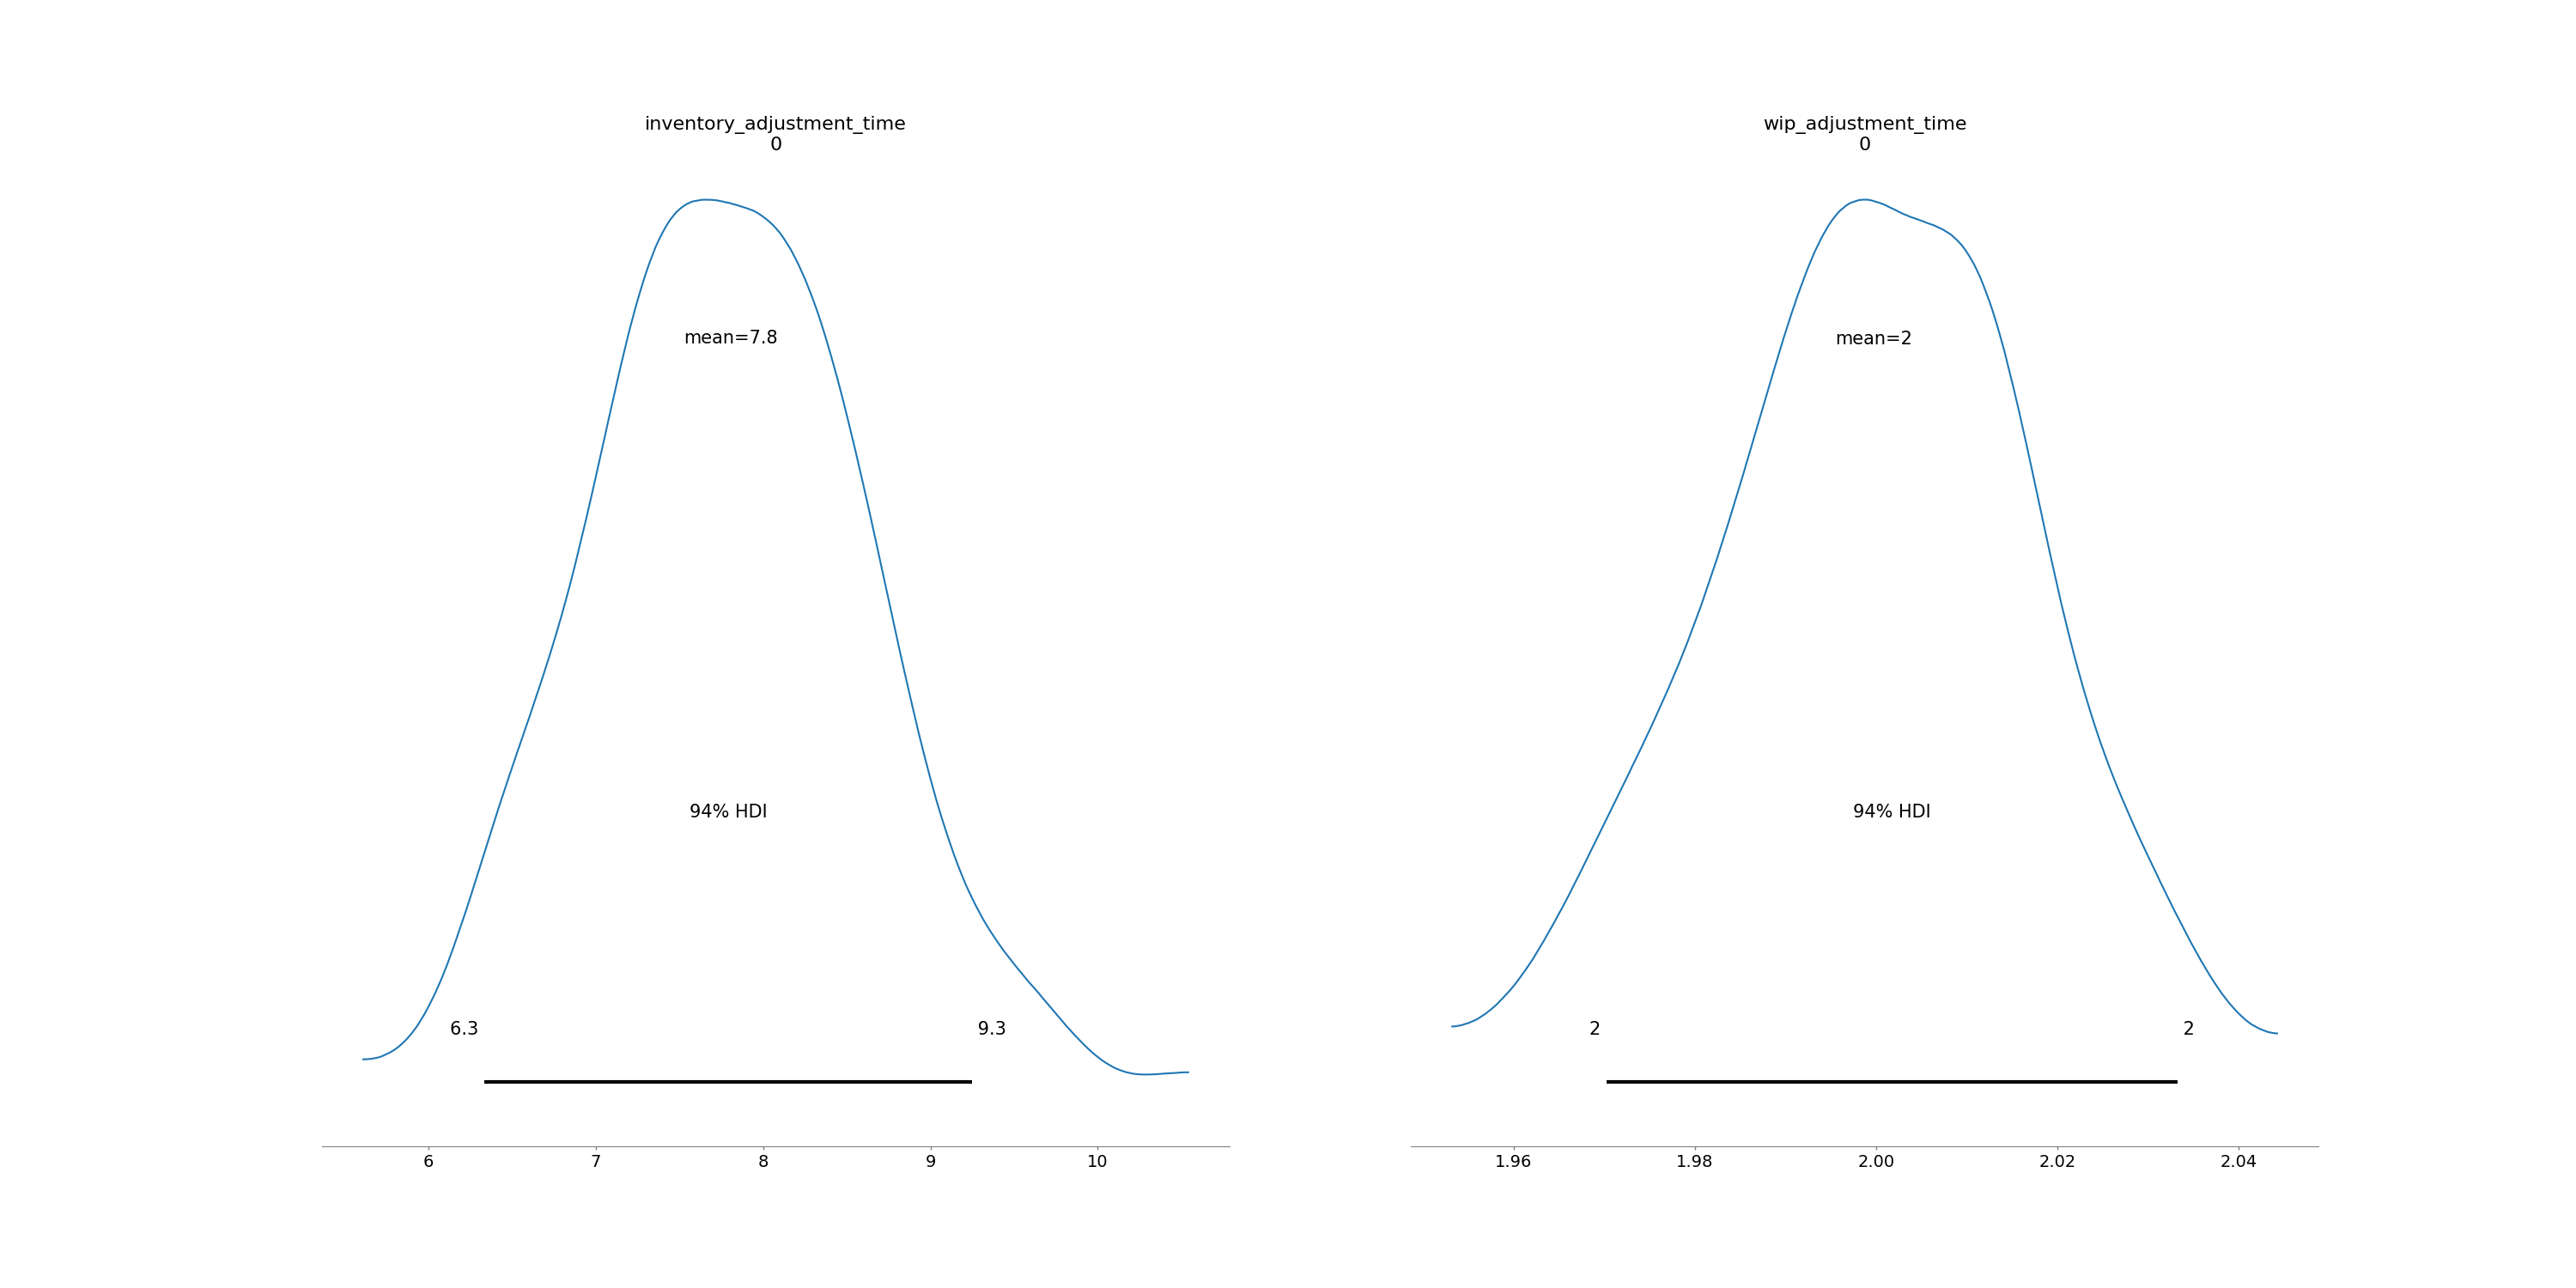 inventory_adjustment_time
0
mean=7.8
94% HDI
6.3
9.3
6
7
8
9
10
wip_adjustment_time
0
mean=2
94% HDI
2
2
1.96
1.98
2.00
2.02
2.04